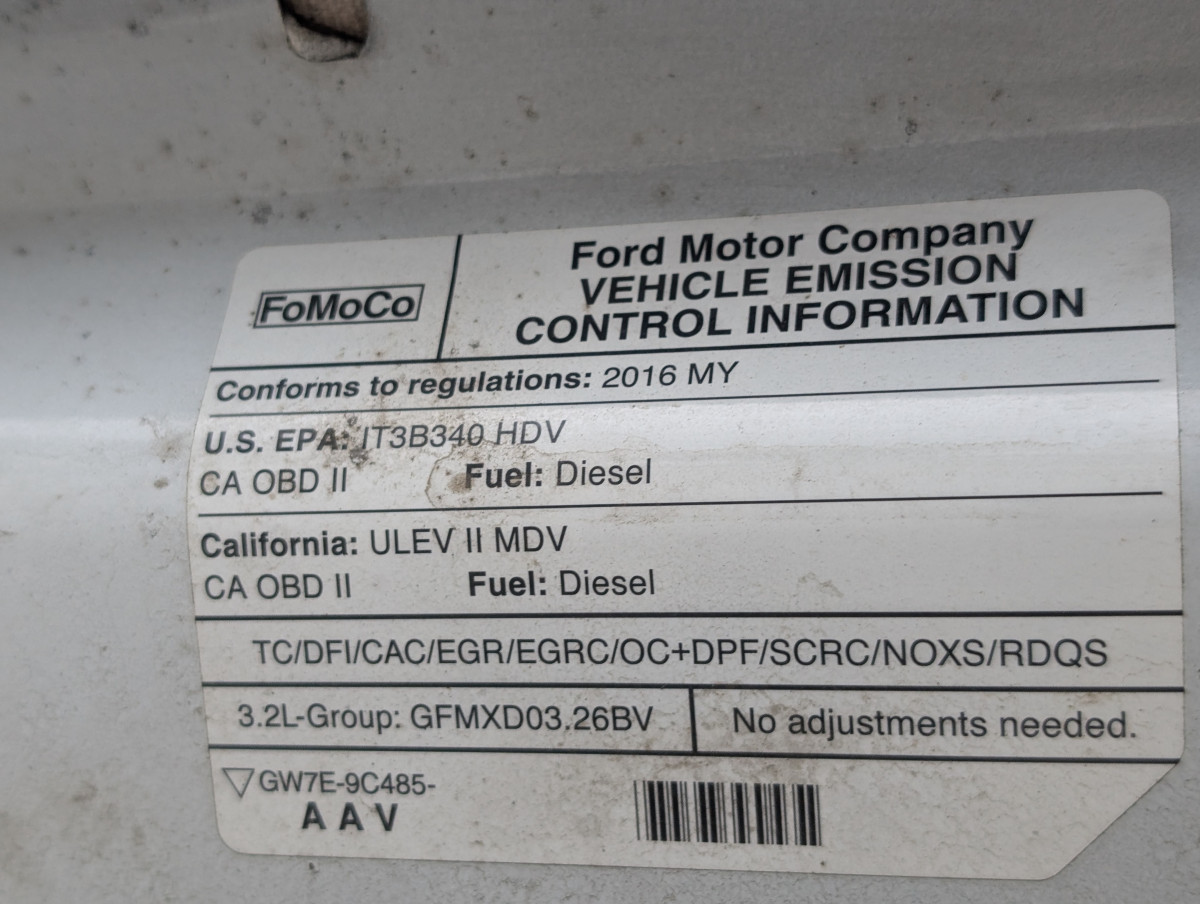 FoMoCo
Ford Motor Company
VEHICLE EMISSION
CONTROL INFORMATION
Conforms to regulations: 2016 MY
U.S. EPA: IT3B340 HDV
CA OBD II Fuel: Diesel
California: ULEV II MDV
CA OBD II Fuel: Diesel
TC/DFI/CAC/EGR/EGRC/OC+DPF/SCRC/NOXS/RDQS
3.2L-Group: GFMXD03.26BV
No adjustments needed.
GW7E-9C485-
A A V